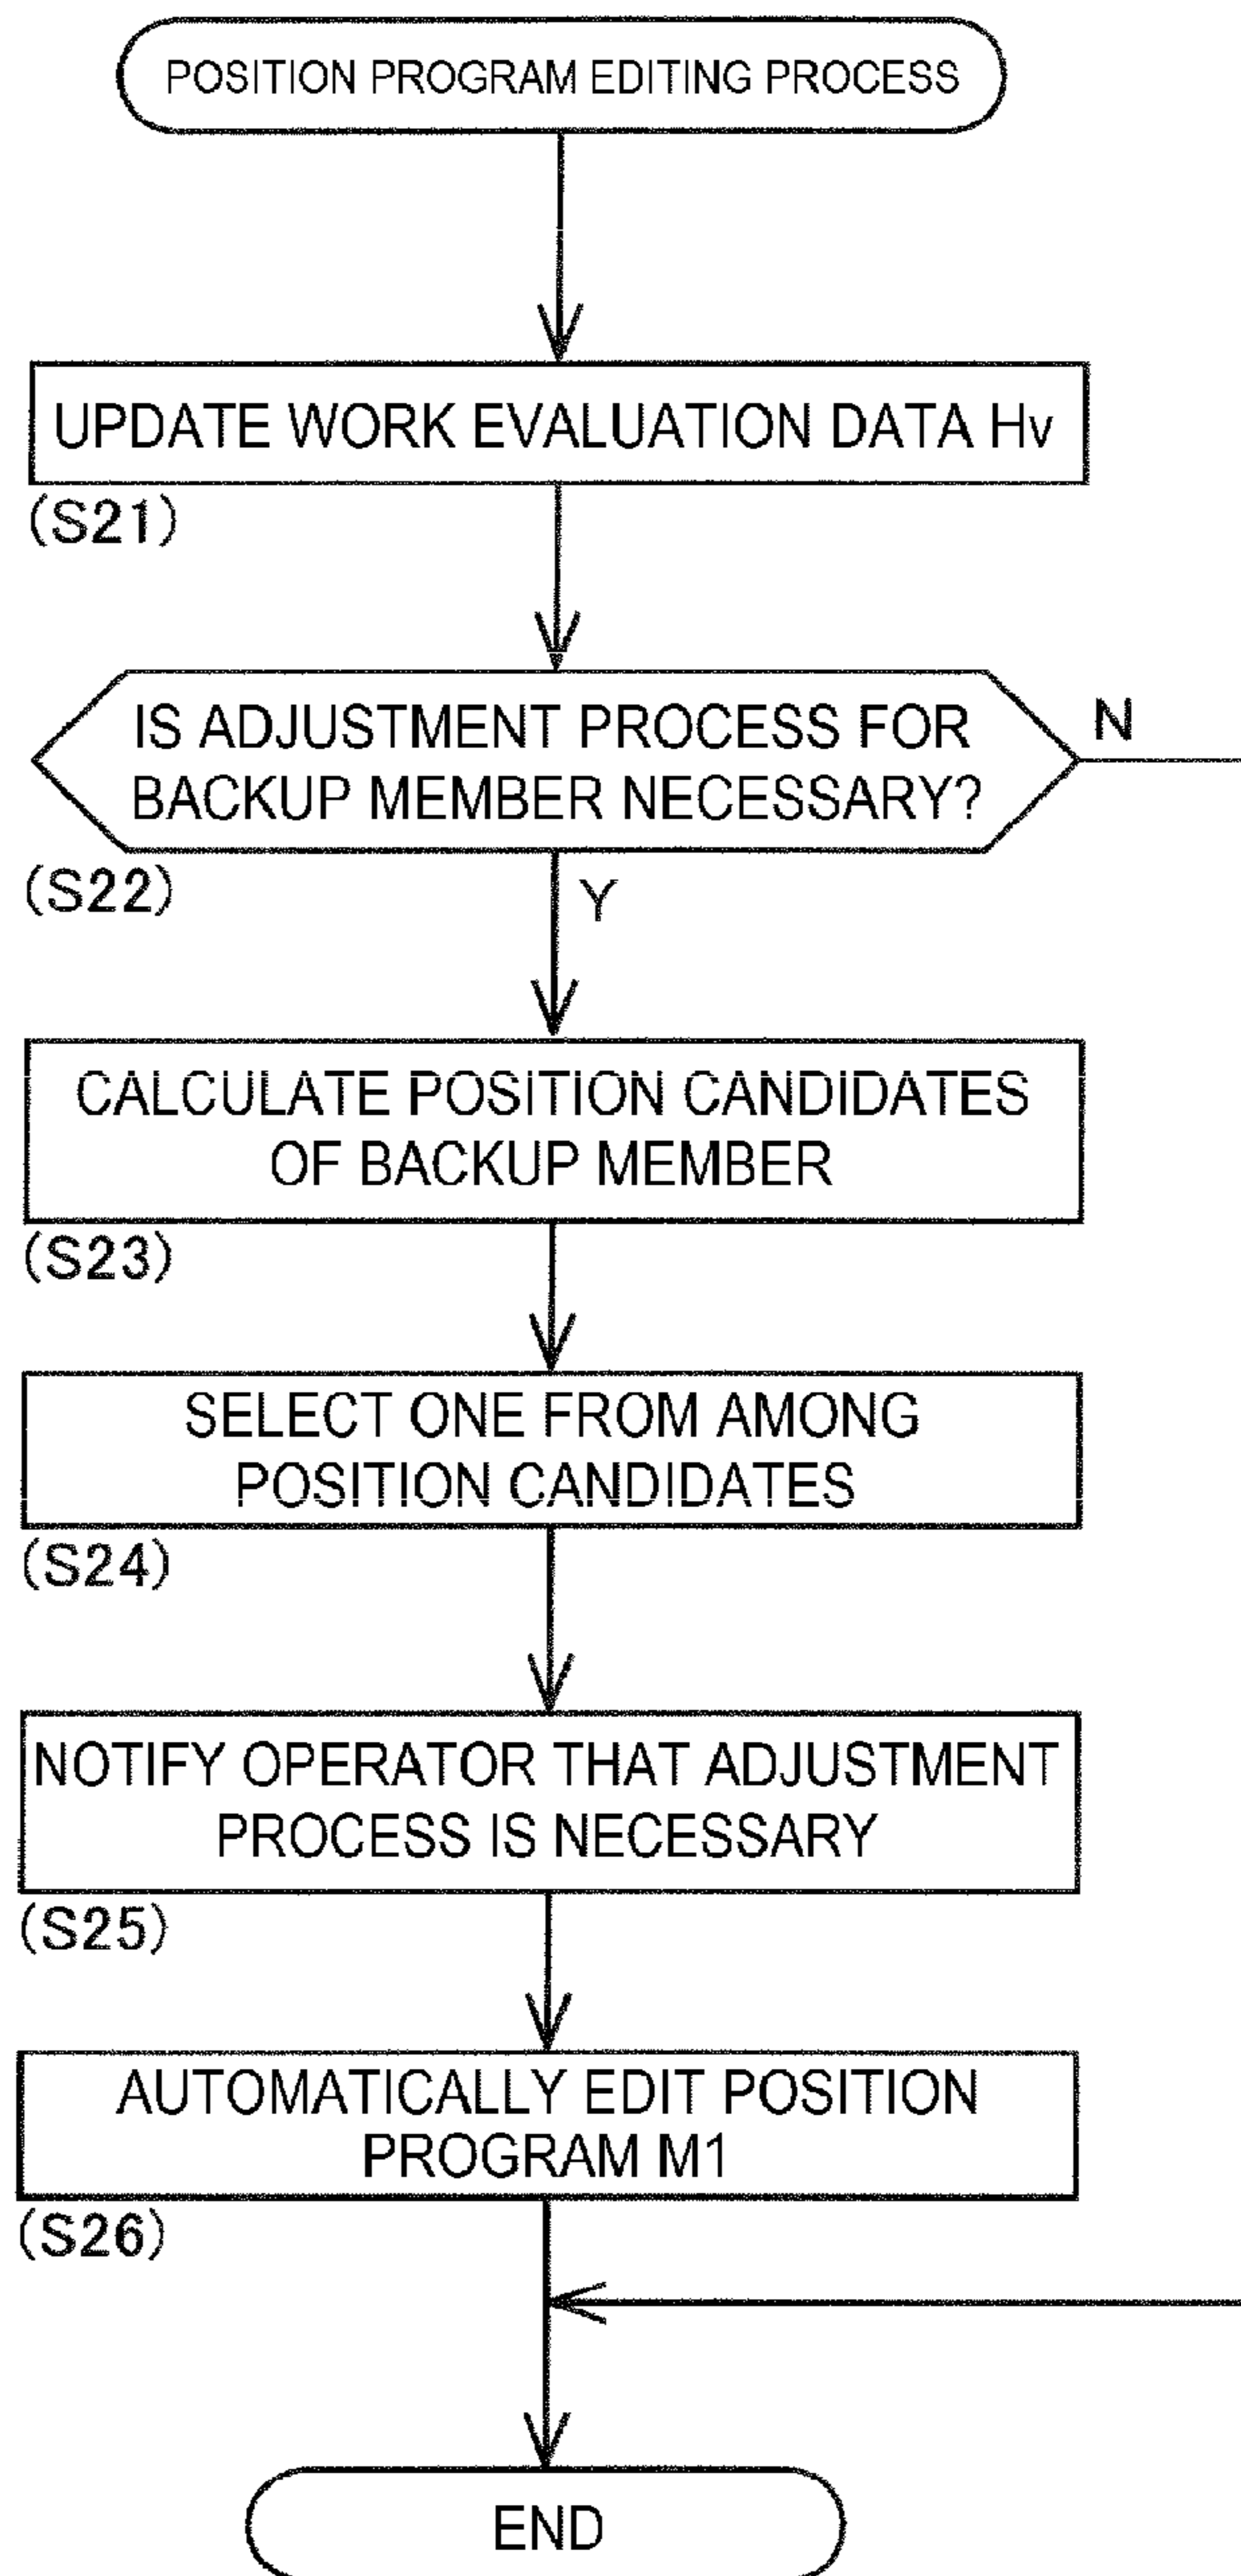 POSITION PROGRAM EDITING PROCESS
UPDATE WORK EVALUATION DATA Hv
(S21)
IS ADJUSTMENT PROCESS FOR
BACKUP MEMBER NECESSARY?
N
(S22)
Y
CALCULATE POSITION CANDIDATES
OF BACKUP MEMBER
(S23)
SELECT ONE FROM AMONG
POSITION CANDIDATES
(S24)
NOTIFY OPERATOR THAT ADJUSTMENT
PROCESS IS NECESSARY
(S25)
AUTOMATICALLY EDIT POSITION
PROGRAM M1
(S26)
END